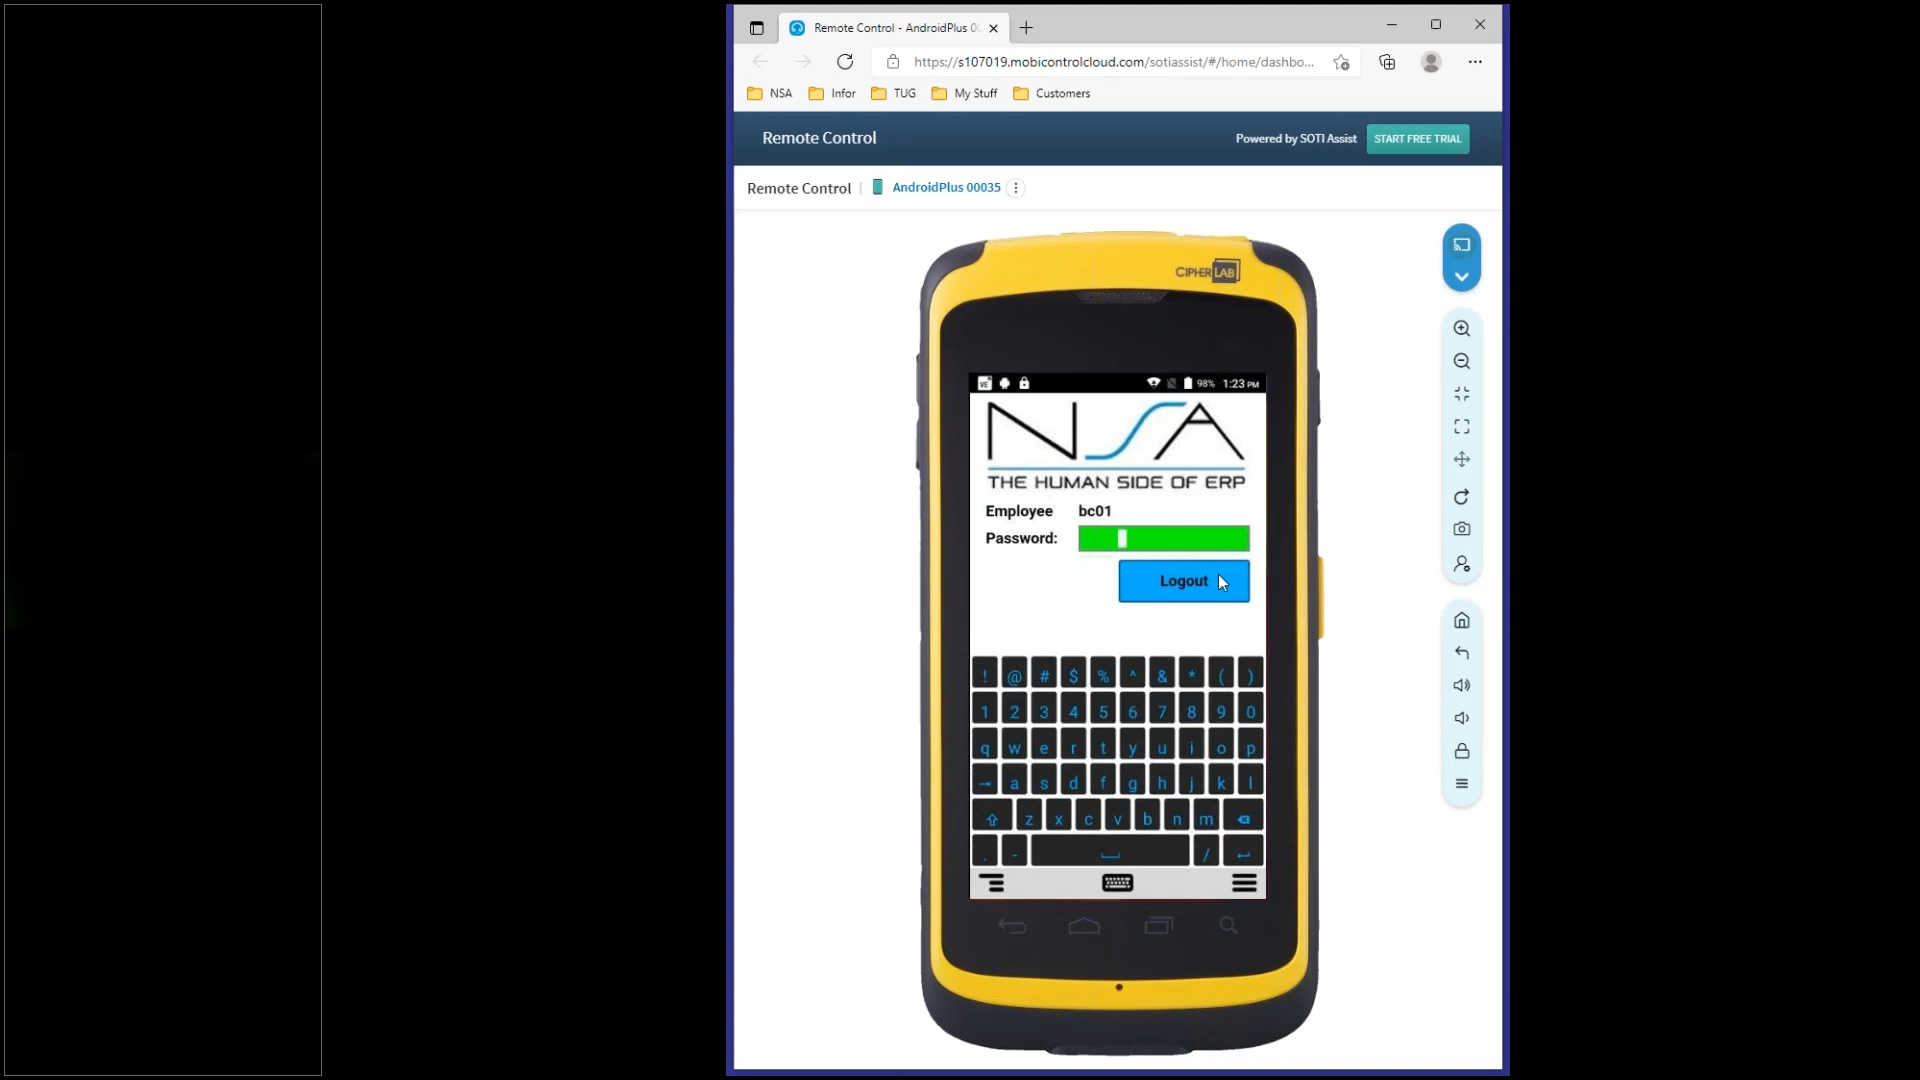 Remote Control - AndroidPlus 0
https://s107019.mobicontrolcloud.com/sotiassist/#/home/dashbo...
NSA Infor TUG My Stuff Customers
Remote Control Powered by SOTI Assist START FREE TRIAL
Remote Control | AndroidPlus 00035
CIPHERLAB
98% 1:23 PM
NSA
THE HUMAN SIDE OF ERP
Employee bc01
Password:
Logout
! @ # $ % ^ & * ( )
1 2 3 4 5 6 7 8 9 0
q w e r t y u i o p
→ a s d f g h j k l
z x c v b n m
. - /